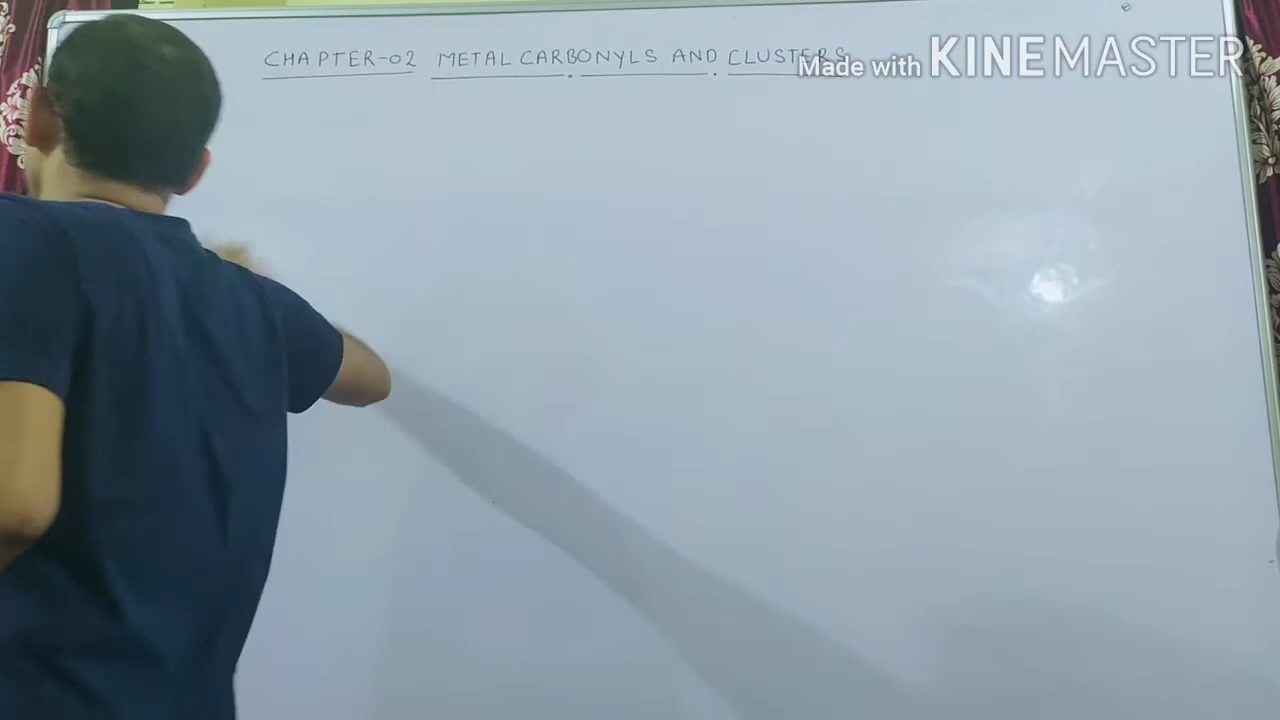 CHAPTER-02 METAL CARBONYLS AND CLUSTERS
Made with KINEMASTER